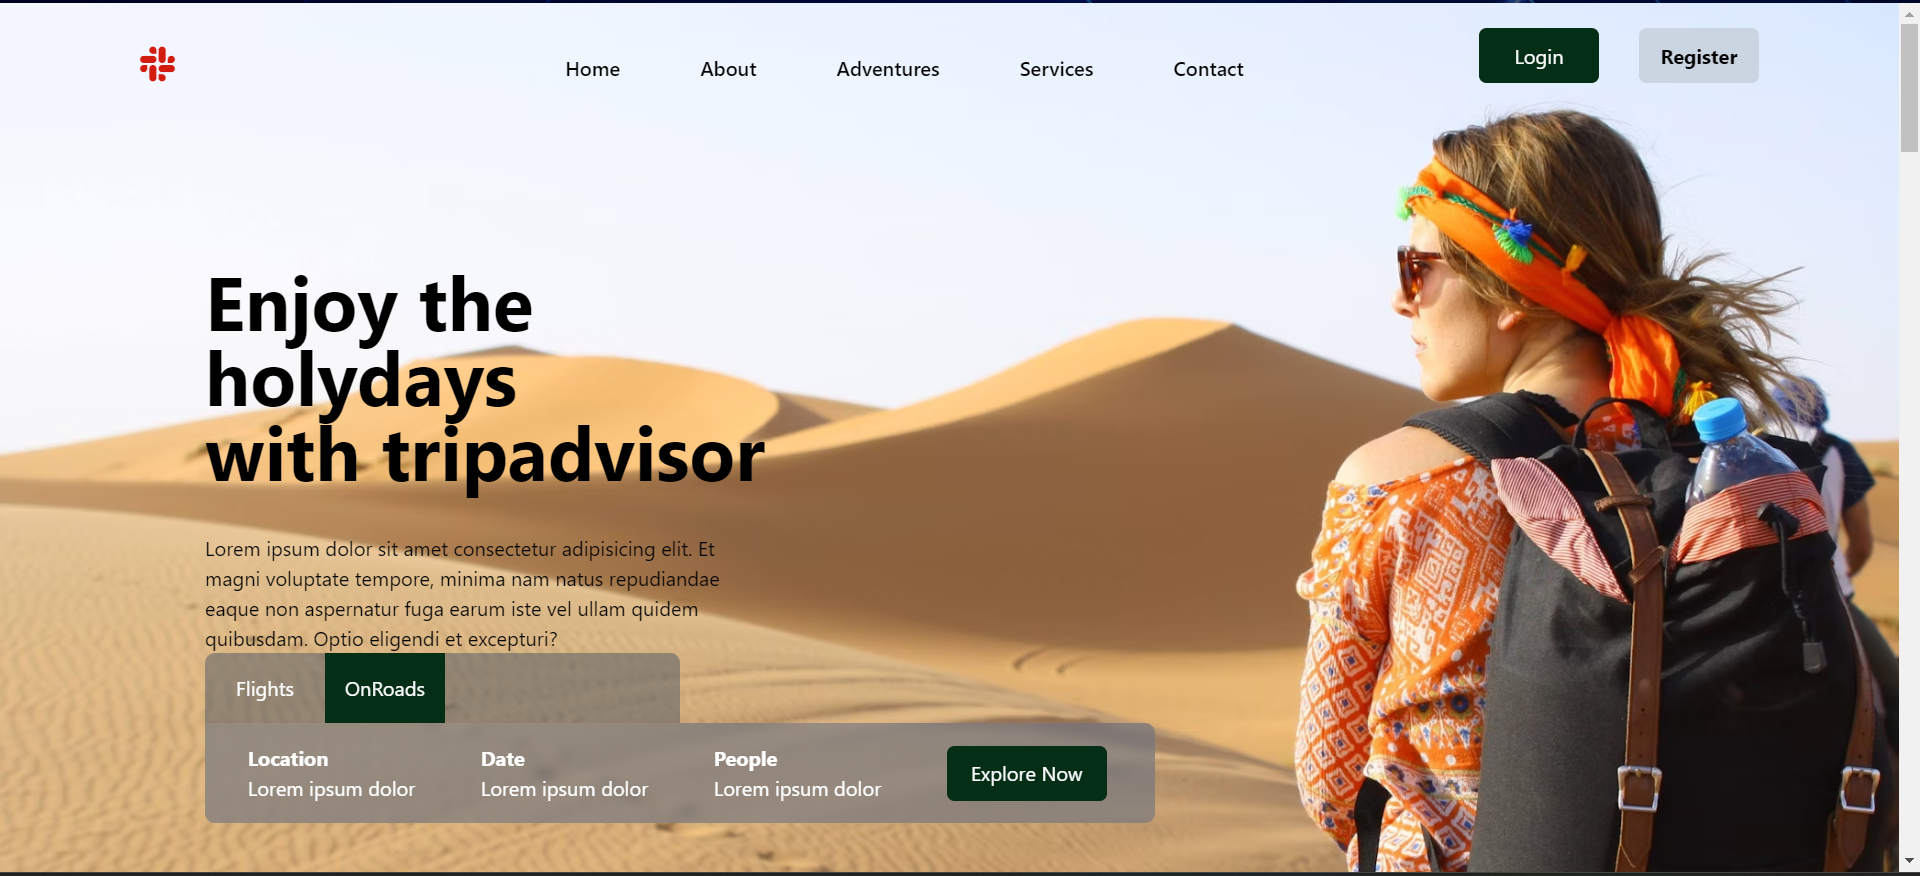 Home About Adventures Services Contact Login Register
Enjoy the
holydays
with tripadvisor
Lorem ipsum dolor sit amet consectetur adipisicing elit. Et
magni voluptate tempore, minima nam natus repudiandae
eaque non aspernatur fuga earum iste vel ullam quidem
quibusdam. Optio eligendi et excepturi?
Flights OnRoads
Location Date People
Lorem ipsum dolor Lorem ipsum dolor Lorem ipsum dolor
Explore Now